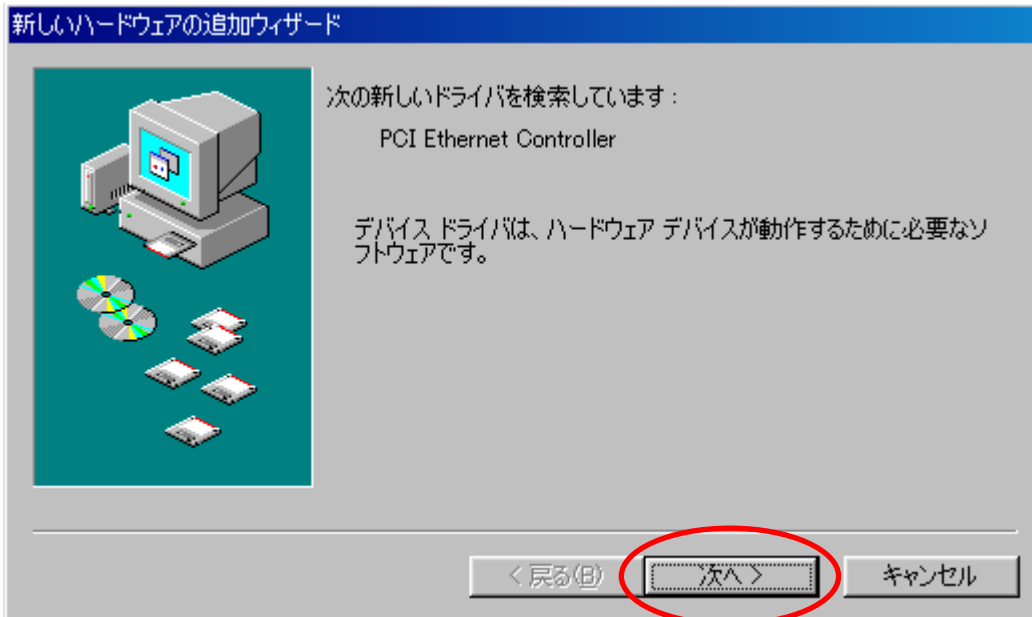 新しいハードウェアの追加ウィザード
次の新しいドライバを検索しています：
PCI Ethernet Controller
デバイス ドライバは、ハードウェア デバイスが動作するために必要なソ
フトウェアです。
< 戻る(B)
次へ >
キャンセル